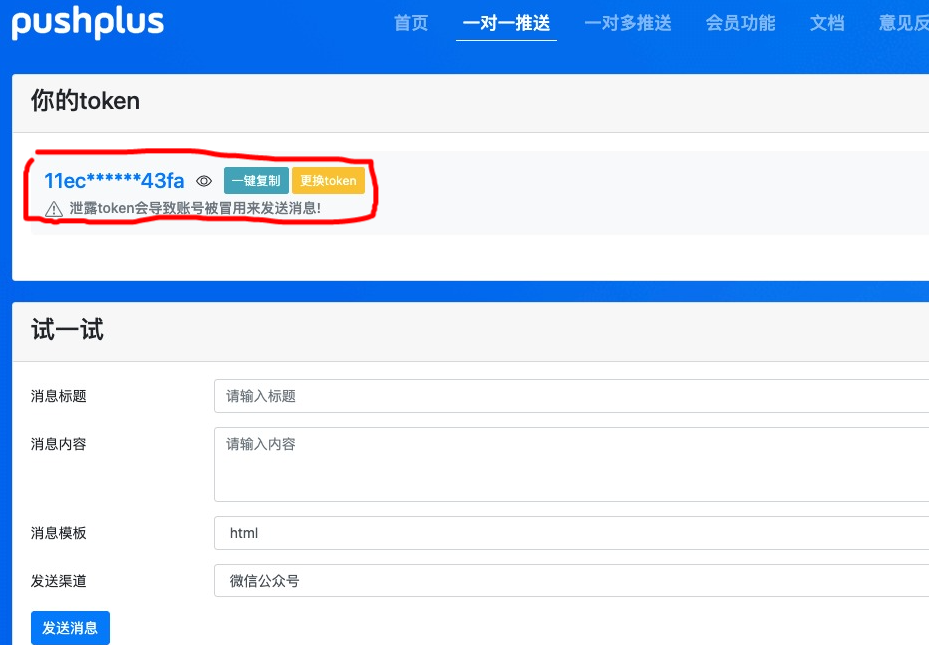 pushplus
首页 一对一推送 一对多推送 会员功能 文档 意见反
你的token
11ec******43fa 一键复制 更换token
泄露token会导致账号被冒用来发送消息!
试一试
消息标题 请输入标题
消息内容 请输入内容
消息模板 html
发送渠道 微信公众号
发送消息